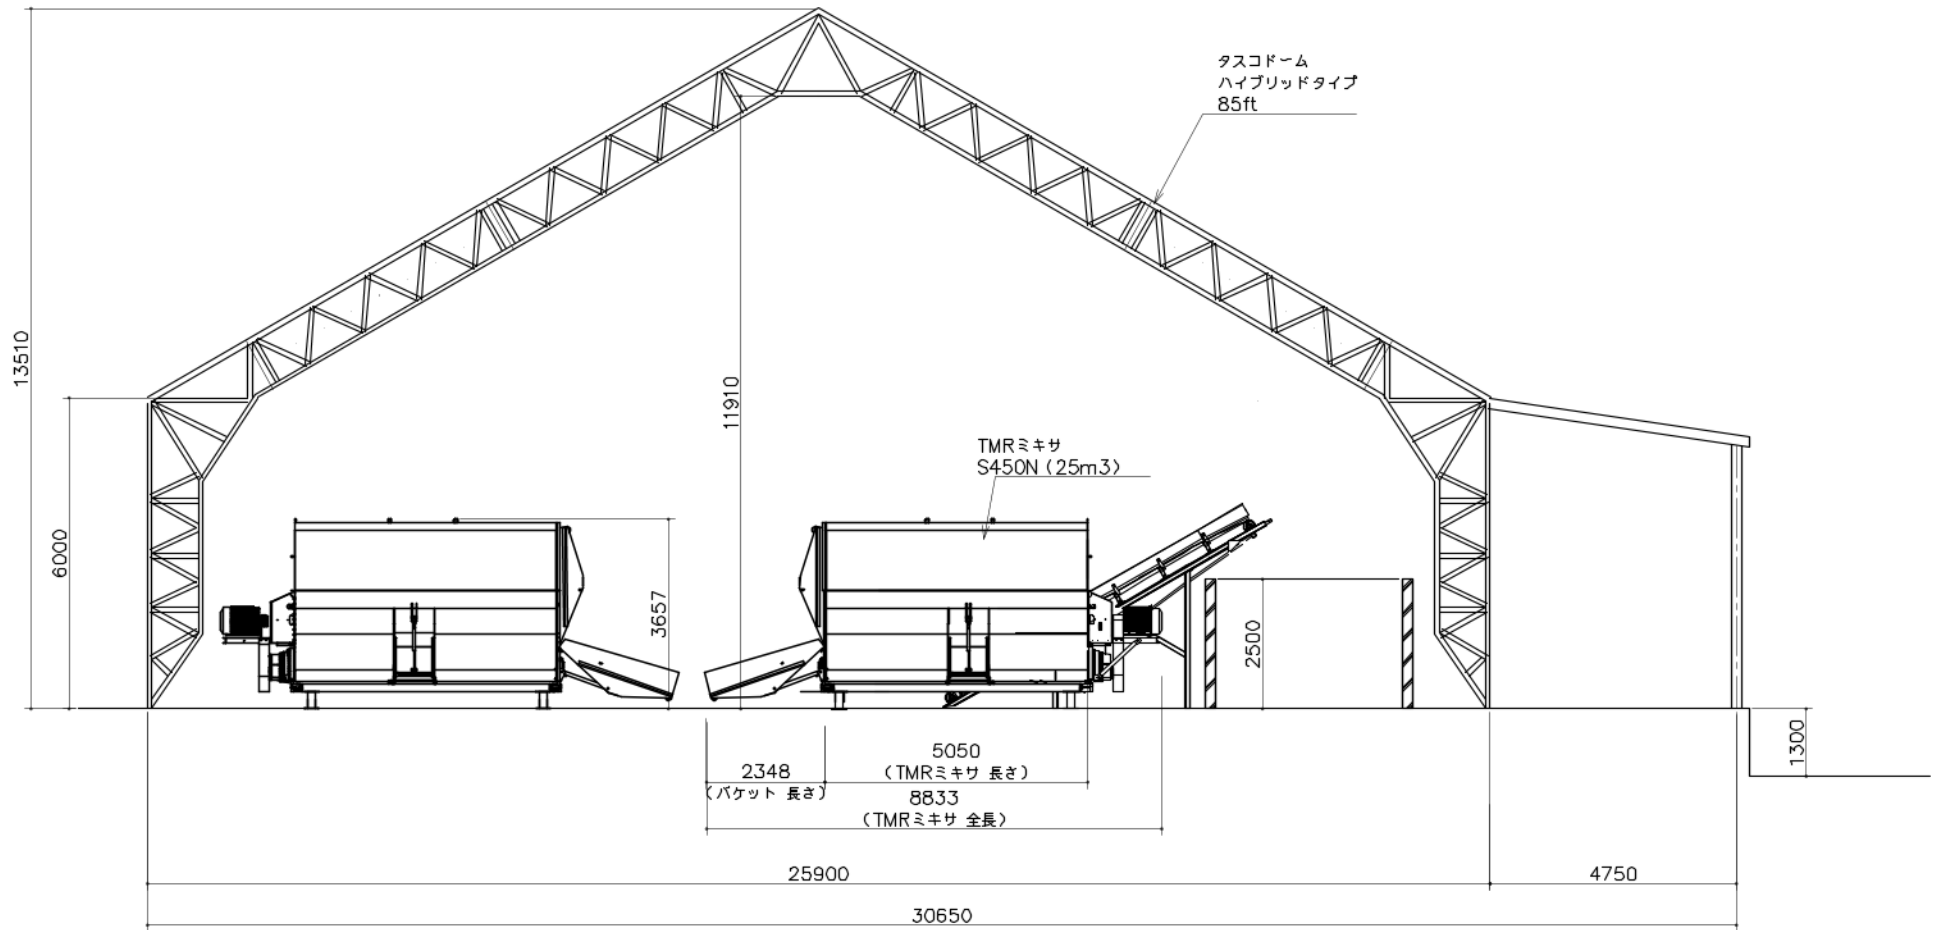 タスコドーム
ハイブリッドタイプ
85ft
13510
11910
TMRミキサ
S450N（25m3）
6000
3657
2500
1300
5050
（TMRミキサ 長さ）
2348
（バケット 長さ）
8833
（TMRミキサ 全長）
25900
4750
30650